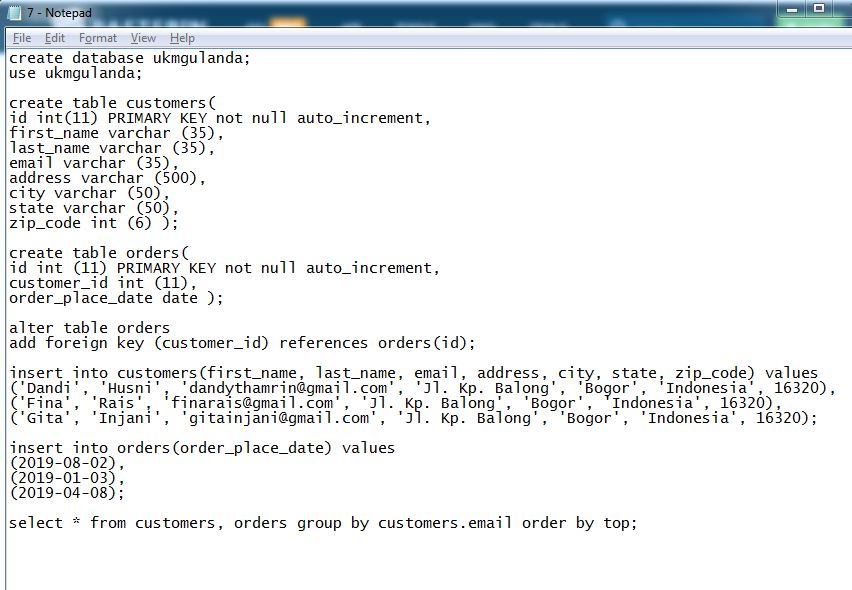 7 - Notepad
File Edit Format View Help
create database ukmgulanda;
use ukmgulanda;
create table customers(
id int(11) PRIMARY KEY not null auto_increment,
first_name varchar (35),
last_name varchar (35),
email varchar (35),
address varchar (500),
city varchar (50),
state varchar (50),
zip_code int (6) );
create table orders(
id int (11) PRIMARY KEY not null auto_increment,
customer_id int (11),
order_place_date date );
alter table orders
add foreign key (customer_id) references orders(id);
insert into customers(first_name, last_name, email, address, city, state, zip_code) values
('Dandi', 'Husni', 'dandythamrin@gmail.com', 'Jl. Kp. Balong', 'Bogor', 'Indonesia', 16320),
('Fina', 'Rais', 'finarais@gmail.com', 'Jl. Kp. Balong', 'Bogor', 'Indonesia', 16320),
('Gita', 'Injani', 'gitainjani@gmail.com', 'Jl. Kp. Balong', 'Bogor', 'Indonesia', 16320);
insert into orders(order_place_date) values
(2019-08-02),
(2019-01-03),
(2019-04-08);
select * from customers, orders group by customers.email order by top;